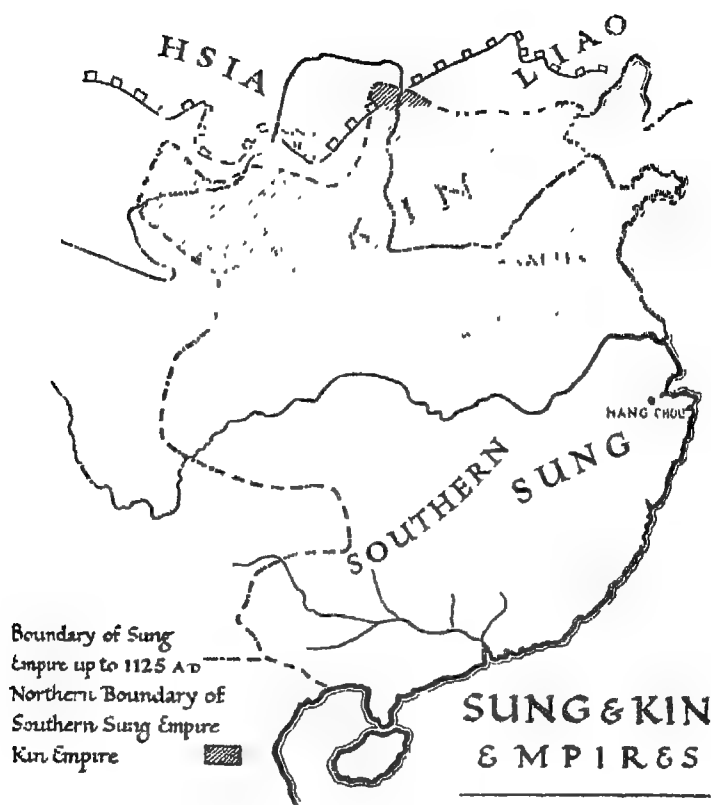 HSIA
LIAO
KIN
HANG CHOU
SOUTHERN
SUNG
Boundary of Sung
Empire up to 1125 AD
Northern Boundary of
Southern Sung Empire
Kin Empire
SUNG & KIN
EMPIRES